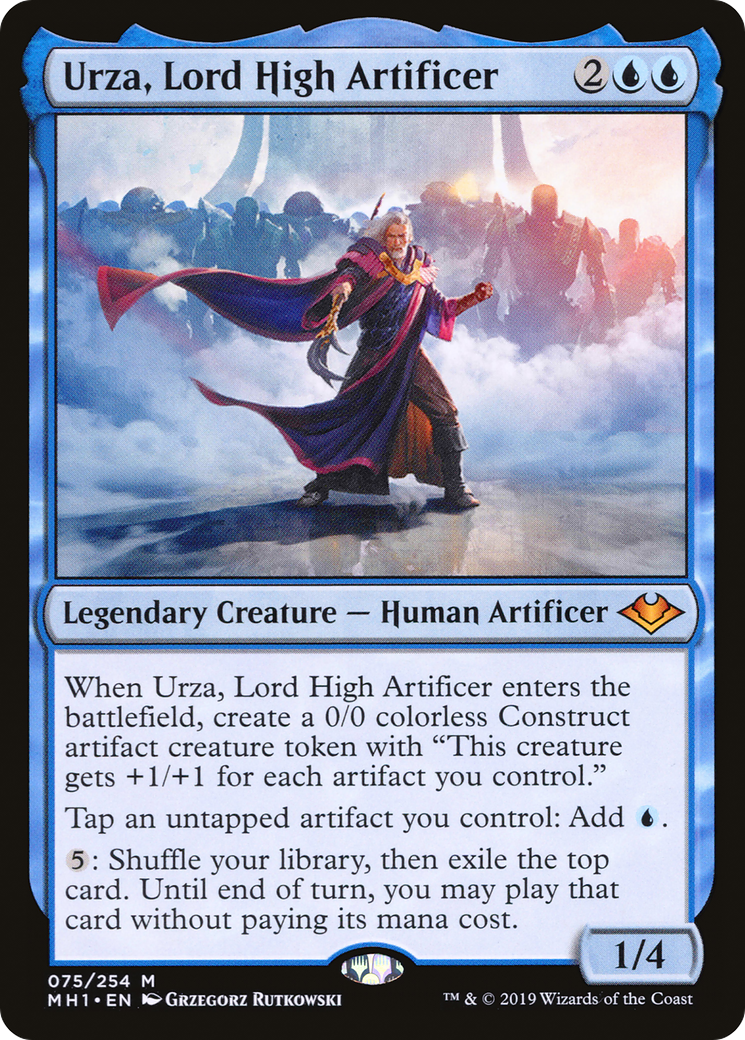 Urza, Lord High Artificer 2
Legendary Creature — Human Artificer
When Urza, Lord High Artificer enters the
battlefield, create a 0/0 colorless Construct
artifact creature token with “This creature
gets +1/+1 for each artifact you control.”
Tap an untapped artifact you control: Add .
5: Shuffle your library, then exile the top
card. Until end of turn, you may play that
card without paying its mana cost.
1/4
075/254 M
MH1 • EN Grzegorz Rutkowski
™ & © 2019 Wizards of the Coast